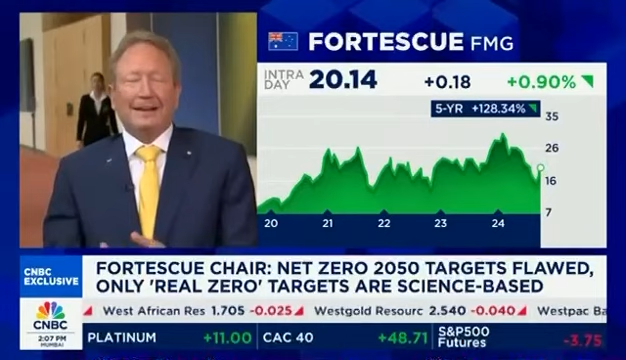 FORTESCUE FMG
INTRA DAY 20.14 +0.18 +0.90%
5-YR +128.34%
35
26
16
7
20 21 22 23 24
CNBC EXCLUSIVE
FORTESCUE CHAIR: NET ZERO 2050 TARGETS FLAWED,
ONLY 'REAL ZERO' TARGETS ARE SCIENCE-BASED
West African Res 1.705 -0.025 Westgold Resourc 2.540 -0.040 Westpac Ba
CNBC
2:07 PM
MUMBAI
PLATINUM +11.00 CAC 40 +48.71 S&P500 Futures -3.75